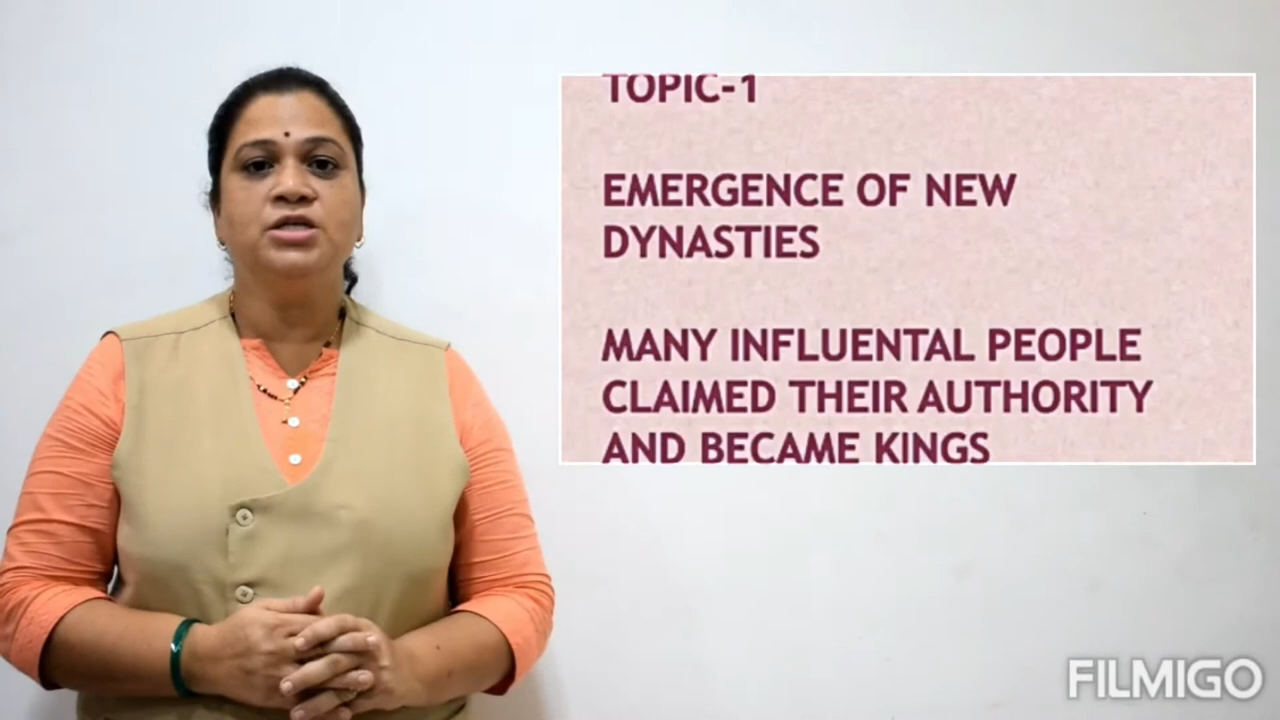 TOPIC-1
EMERGENCE OF NEW
DYNASTIES
MANY INFLUENTAL PEOPLE
CLAIMED THEIR AUTHORITY
AND BECAME KINGS
FILMIGO